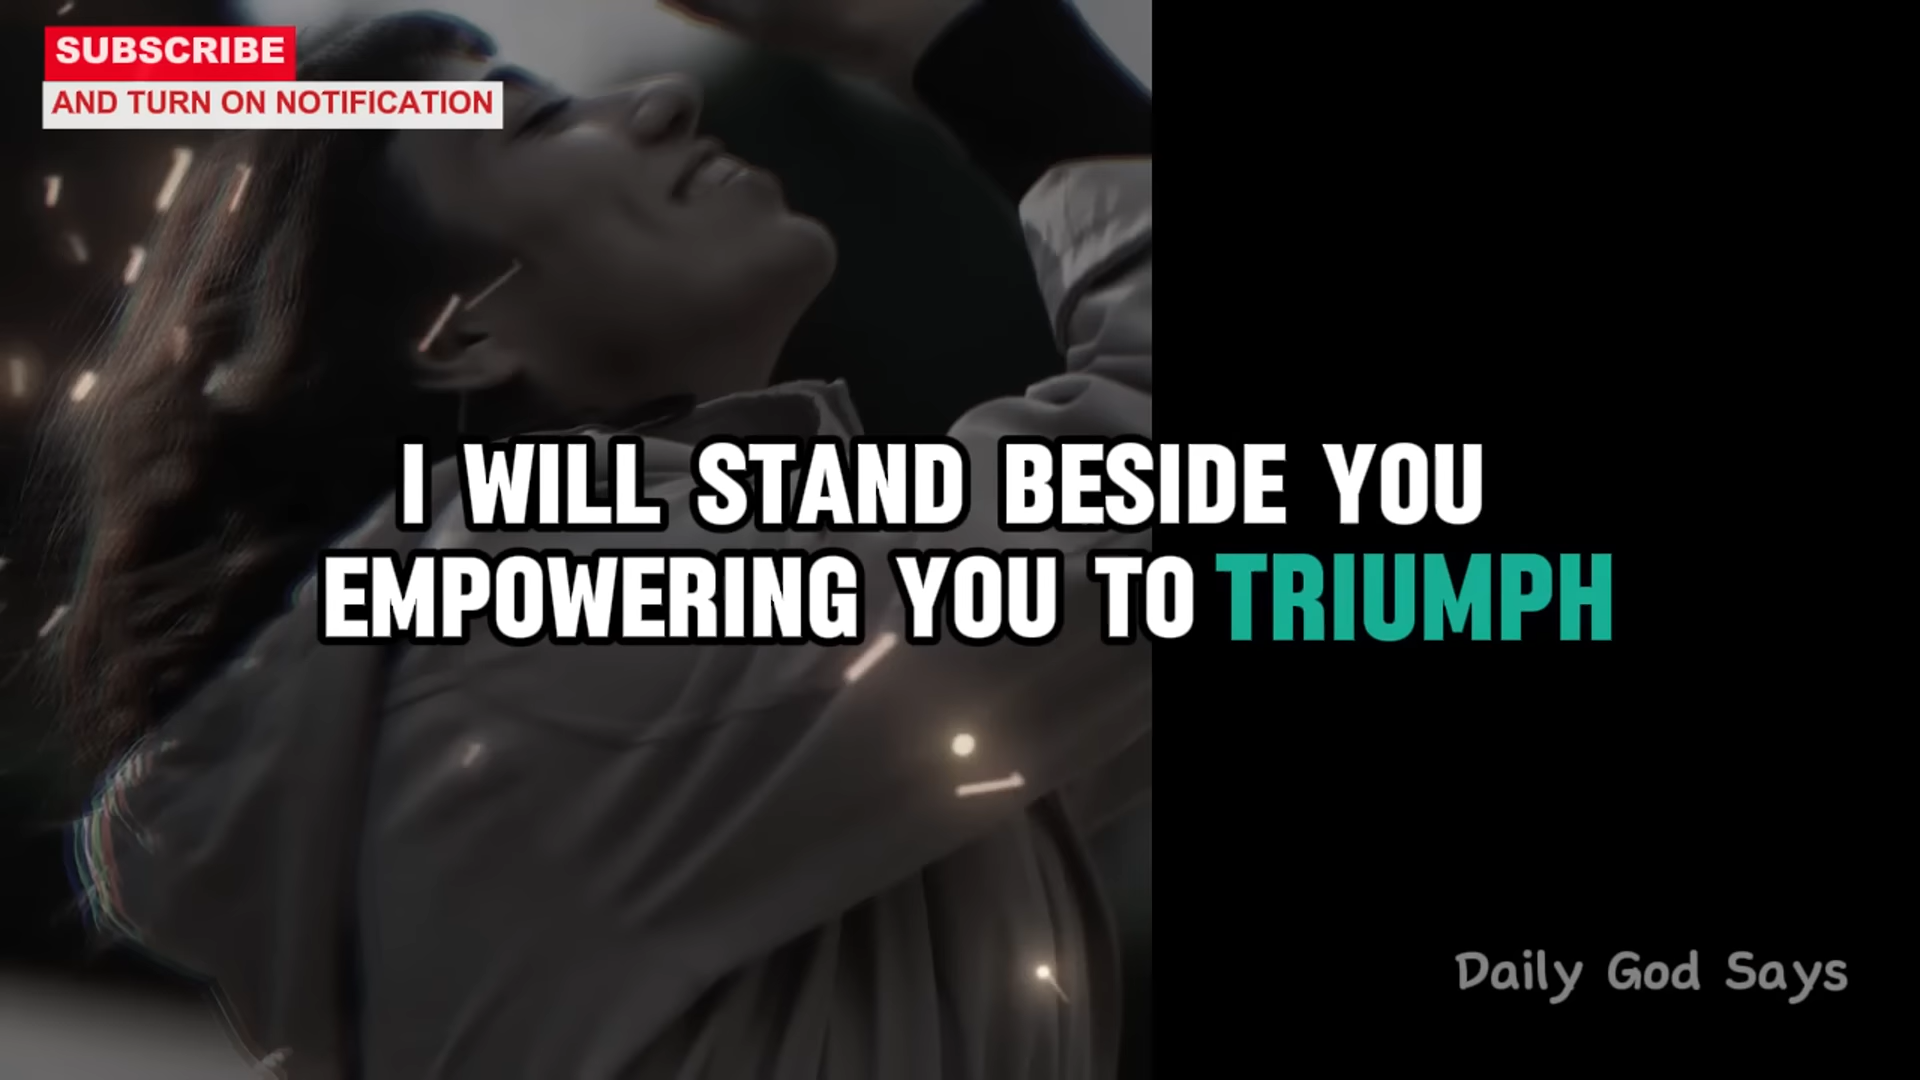 SUBSCRIBE
AND TURN ON NOTIFICATION
I WILL STAND BESIDE YOU
EMPOWERING YOU TO TRIUMPH
Daily God Says